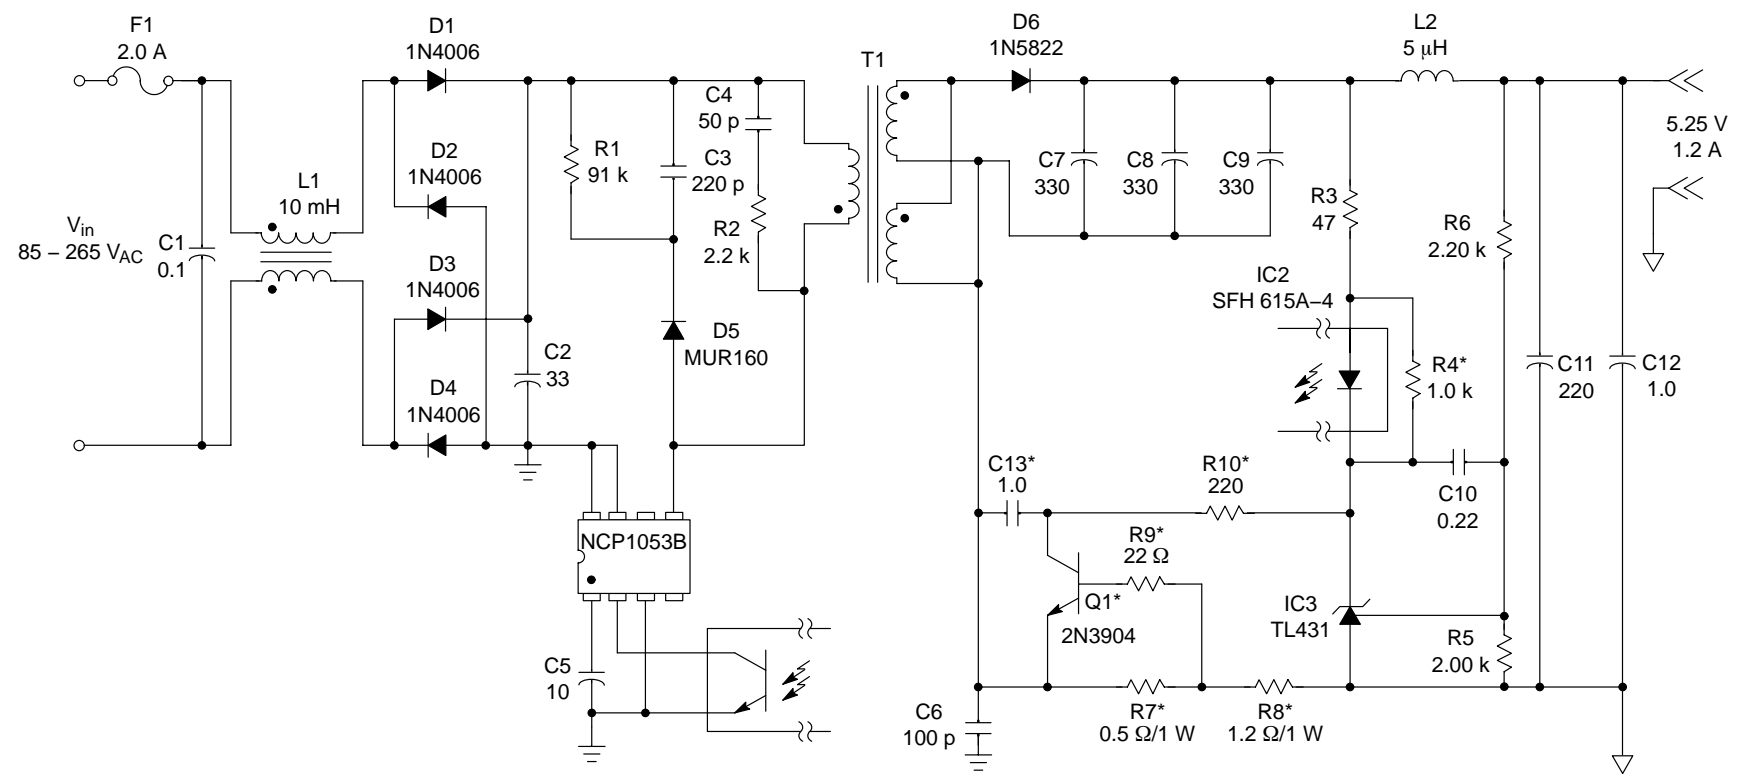 F1
2.0 A
D1
1N4006
T1
D6
1N5822
L2
5 μH
C4
50 p
R1
91 k
C3
220 p
D2
1N4006
C7
330
C8
330
C9
330
5.25 V
1.2 A
L1
10 mH
R3
47
R6
2.20 k
Vin
85 – 265 VAC
C1
0.1
R2
2.2 k
D3
1N4006
IC2
SFH 615A–4
D5
MUR160
C2
33
R4*
1.0 k
C11
220
C12
1.0
D4
1N4006
C13*
1.0
R10*
220
C10
0.22
NCP1053B
R9*
22 Ω
Q1*
2N3904
IC3
TL431
R5
2.00 k
C5
10
C6
100 p
R7*
0.5 Ω/1 W
R8*
1.2 Ω/1 W